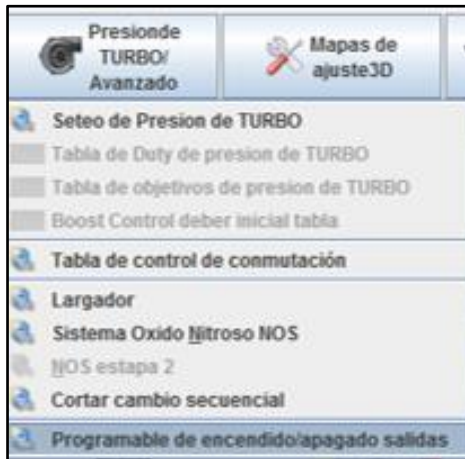 Presionde
TURBO/
Avanzado
Mapas de
ajuste3D
Seteo de Presion de TURBO
Tabla de Duty de presion de TURBO
Tabla de objetivos de presion de TURBO
Boost Control deber inicial tabla
Tabla de control de conmutación
Largador
Sistema Oxido Nitroso NOS
NOS estapa 2
Cortar cambio secuencial
Programable de encendido/apagado salidas